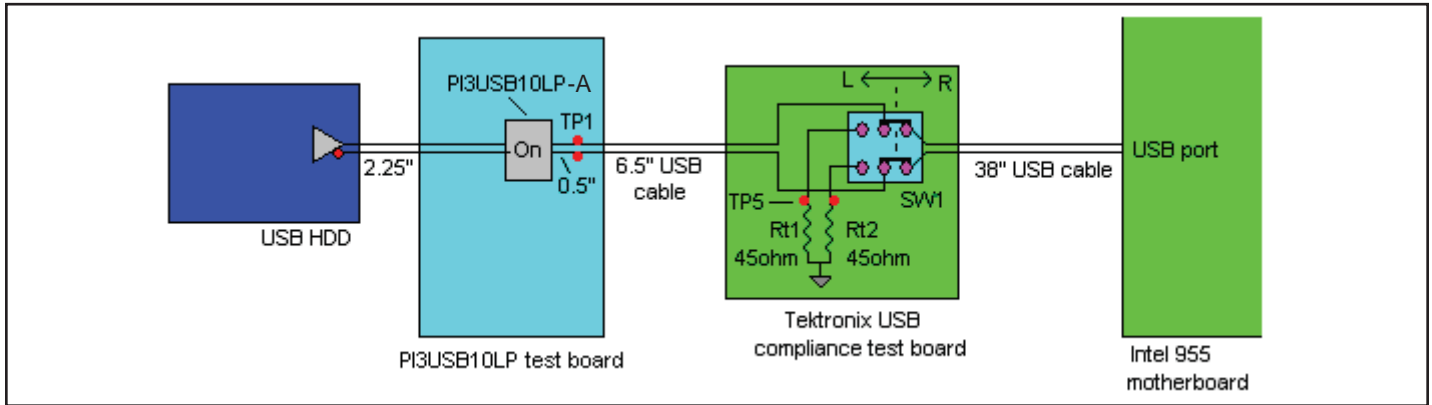 PI3USB10LP-A
On
TP1
2.25"
0.5"
6.5" USB
cable
L
R
SW1
TP5
Rt1
45ohm
Rt2
45ohm
38" USB cable
USB port
USB HDD
PI3USB10LP test board
Tektronix USB
compliance test board
Intel 955
motherboard